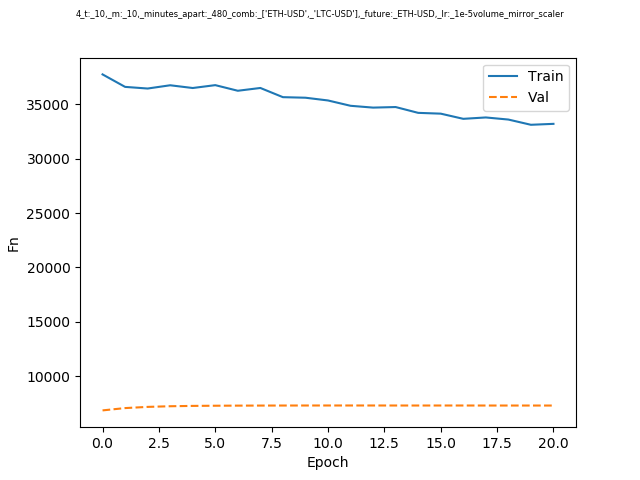 4_t:_10,_m:_10,_minutes_apart:_480_comb:_['ETH-USD',_'LTC-USD'],_future:_ETH-USD,_lr:_1e-5volume_mirror_scaler
Train
Val
35000
30000
25000
20000
15000
10000
Fn
0.0 2.5 5.0 7.5 10.0 12.5 15.0 17.5 20.0
Epoch